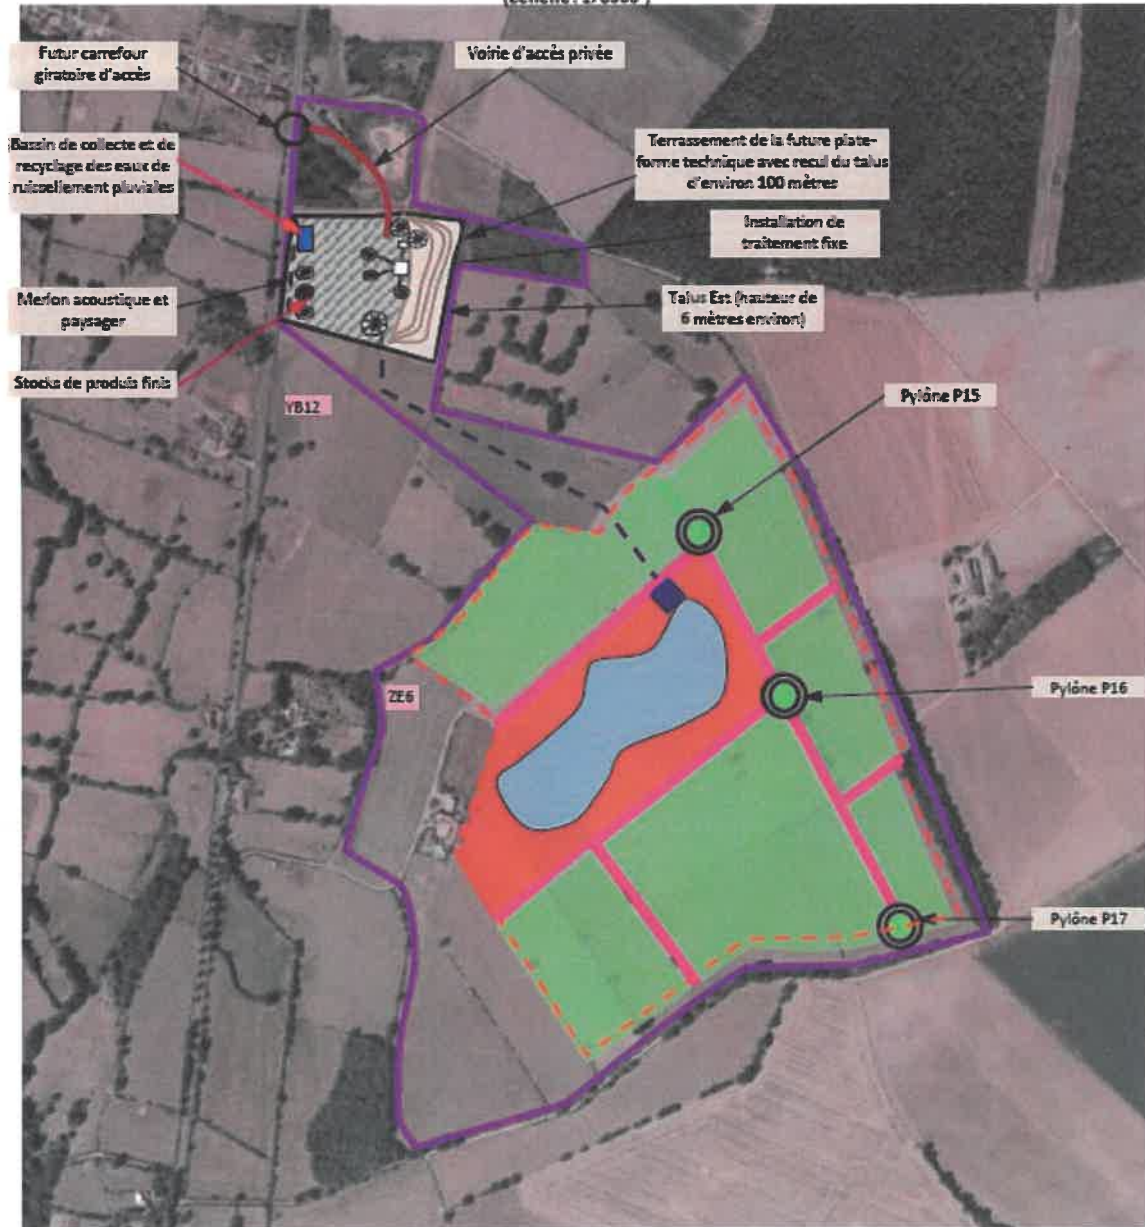 Futur carrefour
giratoire d'accès
Voirie d'accès privée
Bassin de collecte et de
recyclage des eaux de
ruissellement pluviales
Terrassement de la future plate-
forme technique avec recul du talus
d'environ 100 mètres
Installation de
traitement fixe
Merlon acoustique et
paysager
Talus Est (hauteur de
6 mètres environ)
Stocks de produis finis
YB12
Pylône P15
ZE6
Pylône P16
Pylône P17